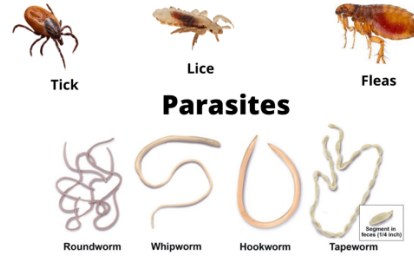 Tick
Lice
Fleas
Parasites
Roundworm
Whipworm
Hookworm
Tapeworm
Segment in
feces (1/4 inch)